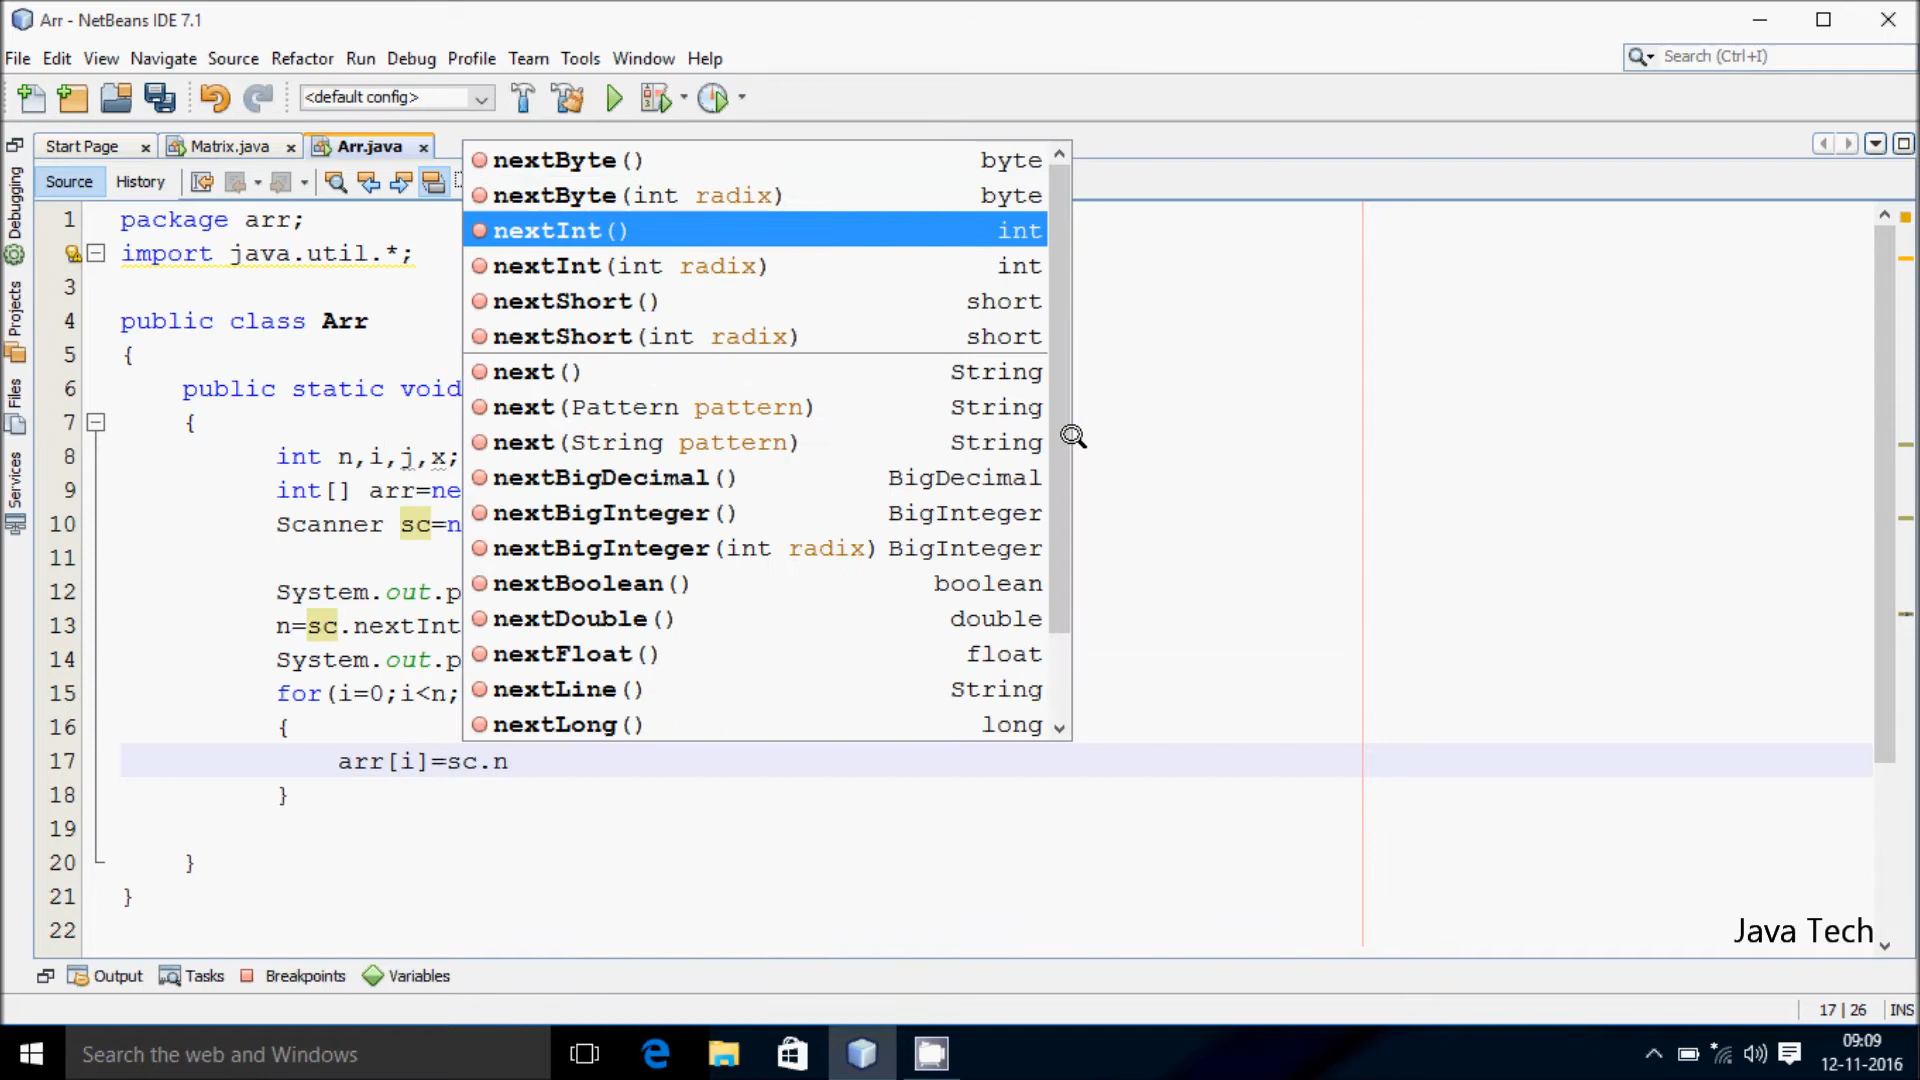 Arr - NetBeans IDE 7.1
File Edit View Navigate Source Refactor Run Debug Profile Team Tools Window Help
Search (Ctrl+I)
<default config>
Start Page
Matrix.java
Arr.java
Source
History
Debugging
Projects
Files
Services
1 package arr;
import java.util.*;
3
4 public class Arr
5 {
6 public static void
7 {
8 int n,i,j,x;
9 int[] arr=ne
10 Scanner sc=n
11
12 System.out.p
13 n=sc.nextInt
14 System.out.p
15 for(i=0;i<n;
16 {
17 arr[i]=sc.n
18 }
19
20 }
21 }
22
nextByte() byte
nextByte(int radix) byte
nextInt() int
nextInt(int radix) int
nextShort() short
nextShort(int radix) short
next() String
next(Pattern pattern) String
next(String pattern) String
nextBigDecimal() BigDecimal
nextBigInteger() BigInteger
nextBigInteger(int radix) BigInteger
nextBoolean() boolean
nextDouble() double
nextFloat() float
nextLine() String
nextLong() long
Java Tech
Output Tasks Breakpoints Variables
17 | 26 INS
Search the web and Windows
09:09
12-11-2016